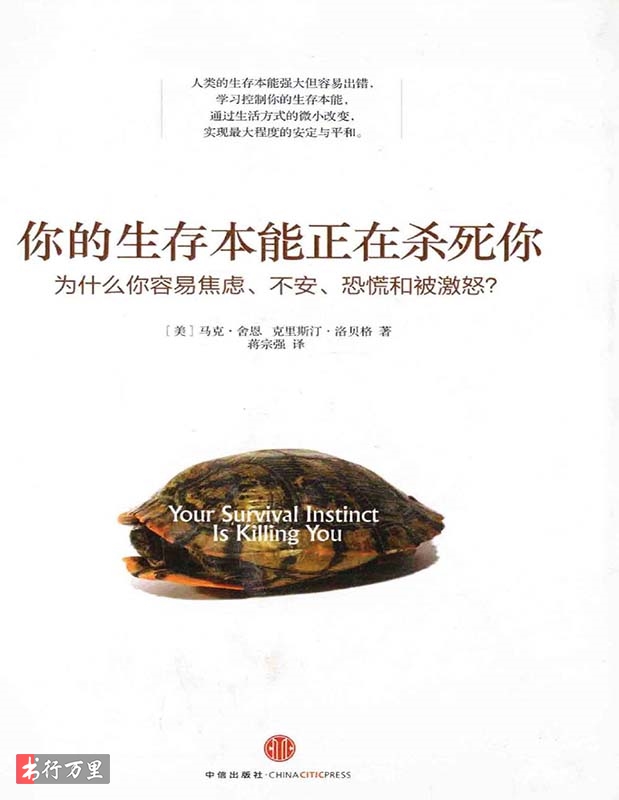 人类的生存本能强大但容易出错，
学习控制你的生存本能，
通过生活方式的微小改变，
实现最大程度的安定与平和。
你的生存本能正在杀死你
为什么你容易焦虑、不安、恐慌和被激怒？
［美］马克·舍恩 克里斯汀·洛贝格 著
蒋宗强 译
Your Survival Instinct
Is Killing You
中信出版社·CHINACITICPRESS
书行万里